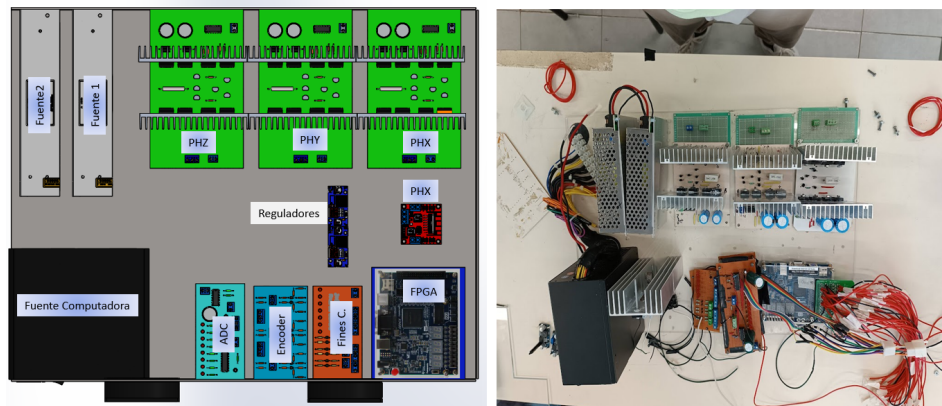 Fuente2
Fuente 1
PHZ
PHY
PHX
Reguladores
PHX
Fuente Computadora
ADC
Encoder
Fines C.
FPGA